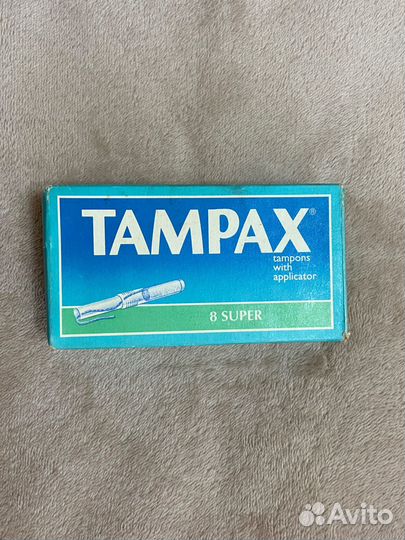 TAMPAX®
tampons
with
applicator
8 SUPER
Avito